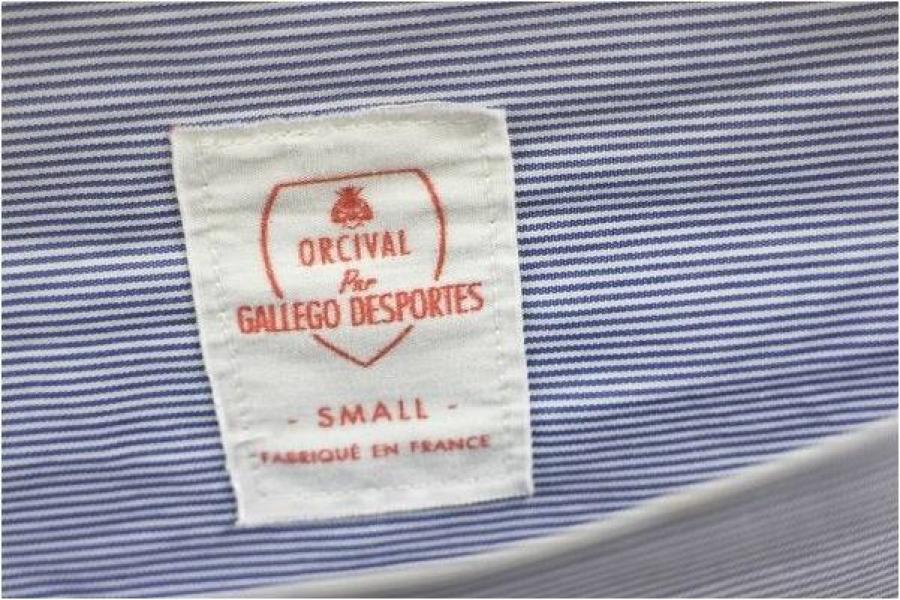 ORCIVAL
Par
GALLEGO DESPORTES
- SMALL -
FABRIQUÉ EN FRANCE